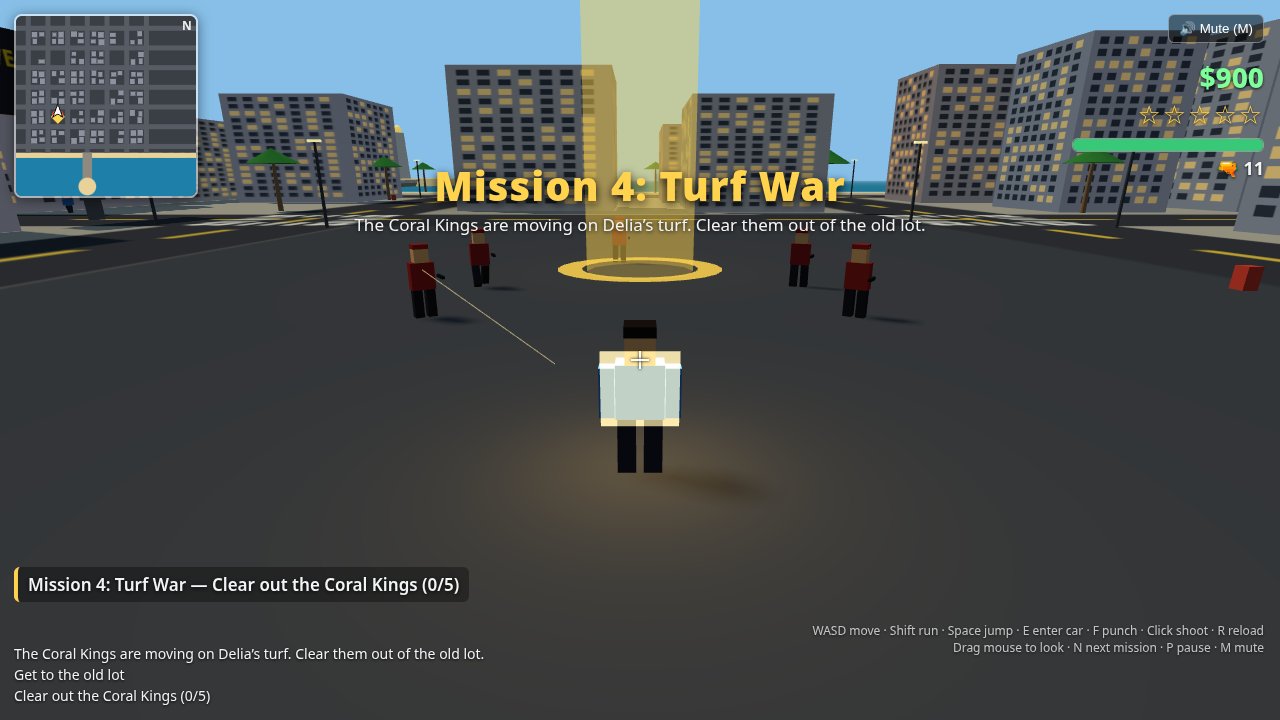 N
🔊 Mute (M)
$900
☆☆☆☆☆
🔫 11
Mission 4: Turf War
The Coral Kings are moving on Delia's turf. Clear them out of the old lot.
Mission 4: Turf War — Clear out the Coral Kings (0/5)
WASD move · Shift run · Space jump · E enter car · F punch · Click shoot · R reload
Drag mouse to look · N next mission · P pause · M mute
The Coral Kings are moving on Delia's turf. Clear them out of the old lot.
Get to the old lot
Clear out the Coral Kings (0/5)